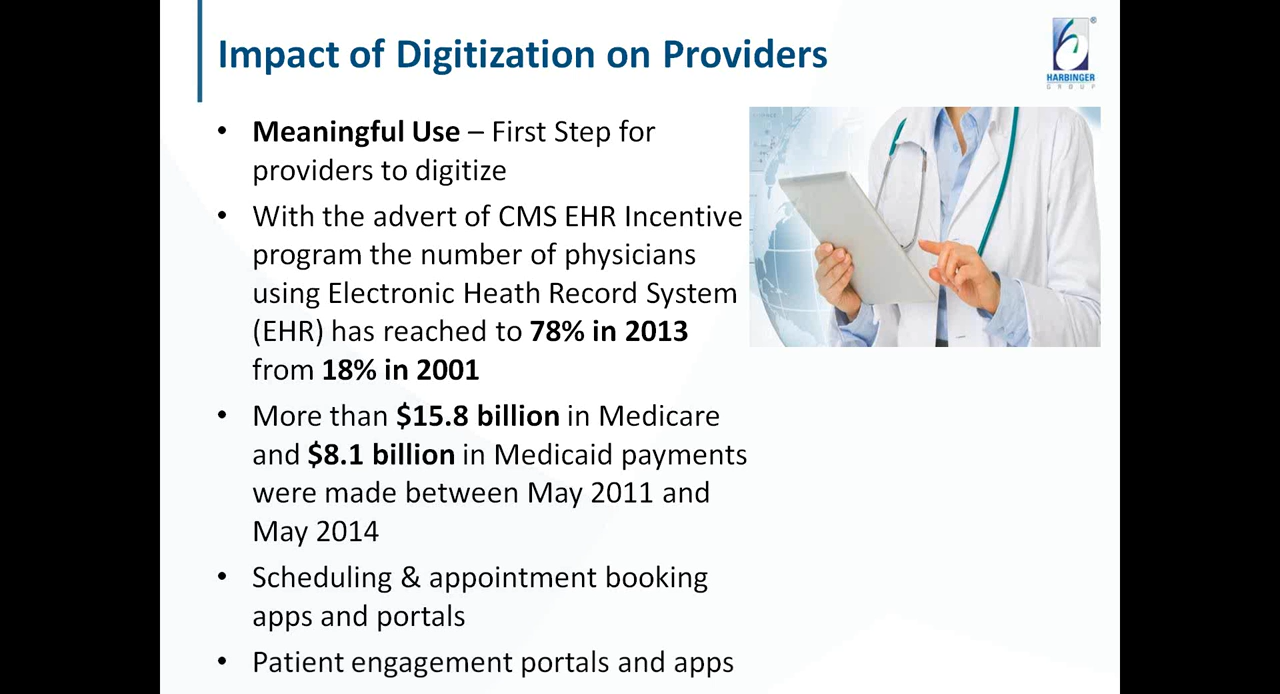 Impact of Digitization on Providers
®
HARBINGER
GROUP
• Meaningful Use – First Step for
providers to digitize
• With the advert of CMS EHR Incentive
program the number of physicians
using Electronic Heath Record System
(EHR) has reached to 78% in 2013
from 18% in 2001
• More than $15.8 billion in Medicare
and $8.1 billion in Medicaid payments
were made between May 2011 and
May 2014
• Scheduling & appointment booking
apps and portals
• Patient engagement portals and apps